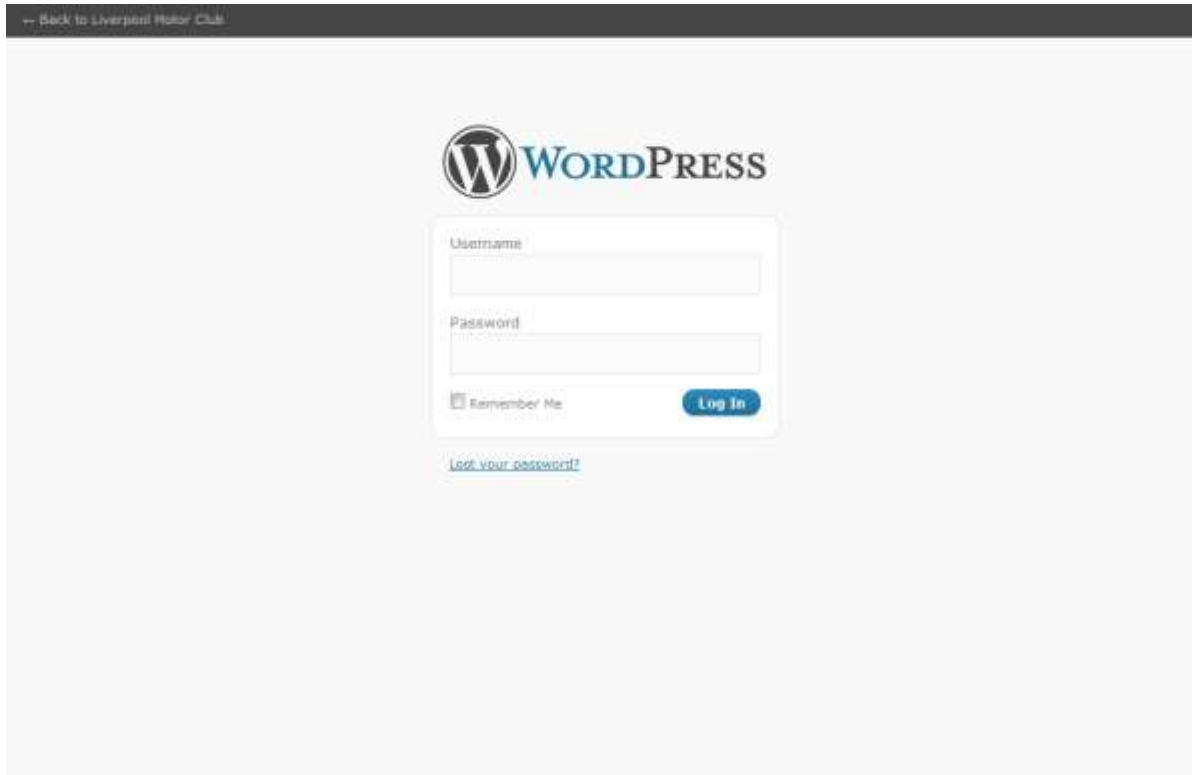 ← Back to Liverpool Motor Club
WORDPRESS
Username
Password
Remember Me
Log In
Lost your password?